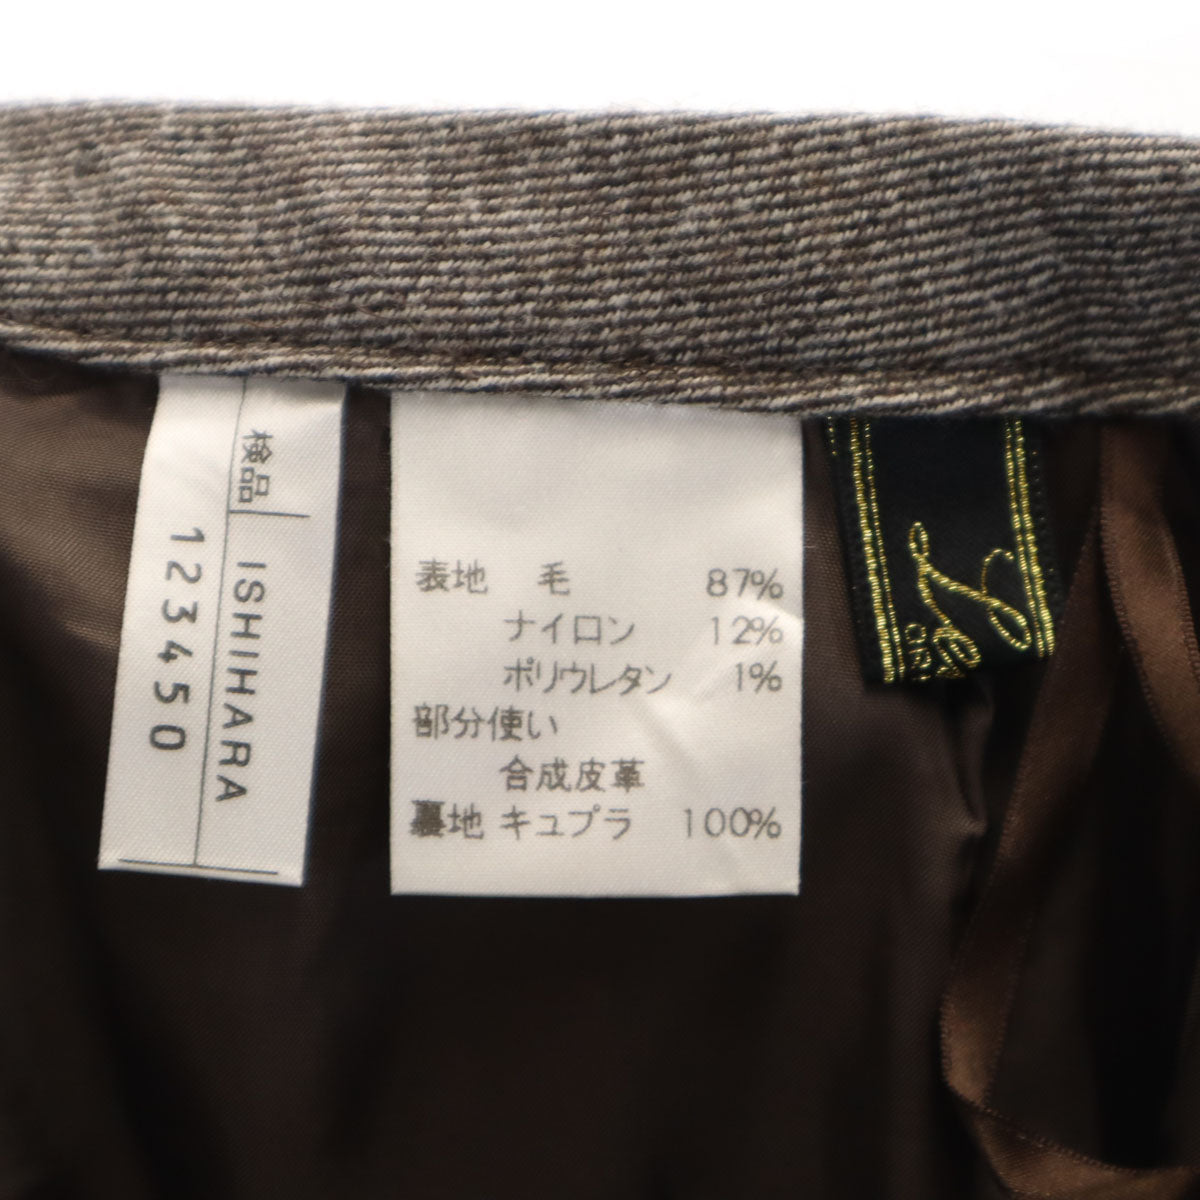 検品 ISHIHARA
123450
表地 毛 87%
ナイロン 12%
ポリウレタン 1%
部分使い
合成皮革
裏地 キュプラ 100%